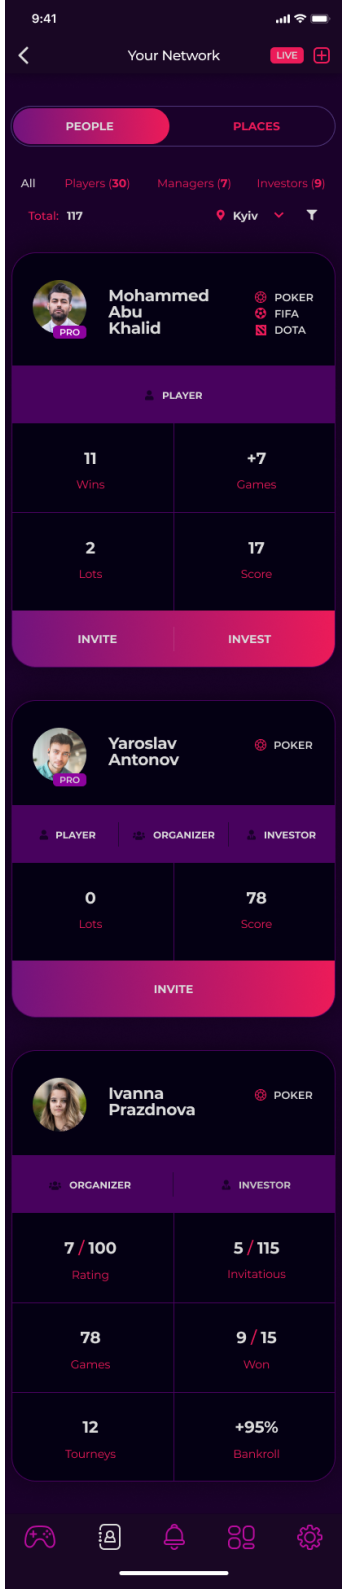 9:41
Your Network
LIVE
PEOPLE PLACES
All Players (30) Managers (7) Investors (9)
Total: 117 Kyiv
Mohammed
Abu
Khalid
PRO
POKER
FIFA
DOTA
PLAYER
11 +7
Wins Games
2 17
Lots Score
INVITE INVEST
Yaroslav
Antonov
PRO
POKER
PLAYER ORGANIZER INVESTOR
0 78
Lots Score
INVITE
Ivanna
Prazdnova
POKER
ORGANIZER INVESTOR
7 / 100 5 / 115
Rating Invitatious
78 9 / 15
Games Won
12 +95%
Tourneys Bankroll